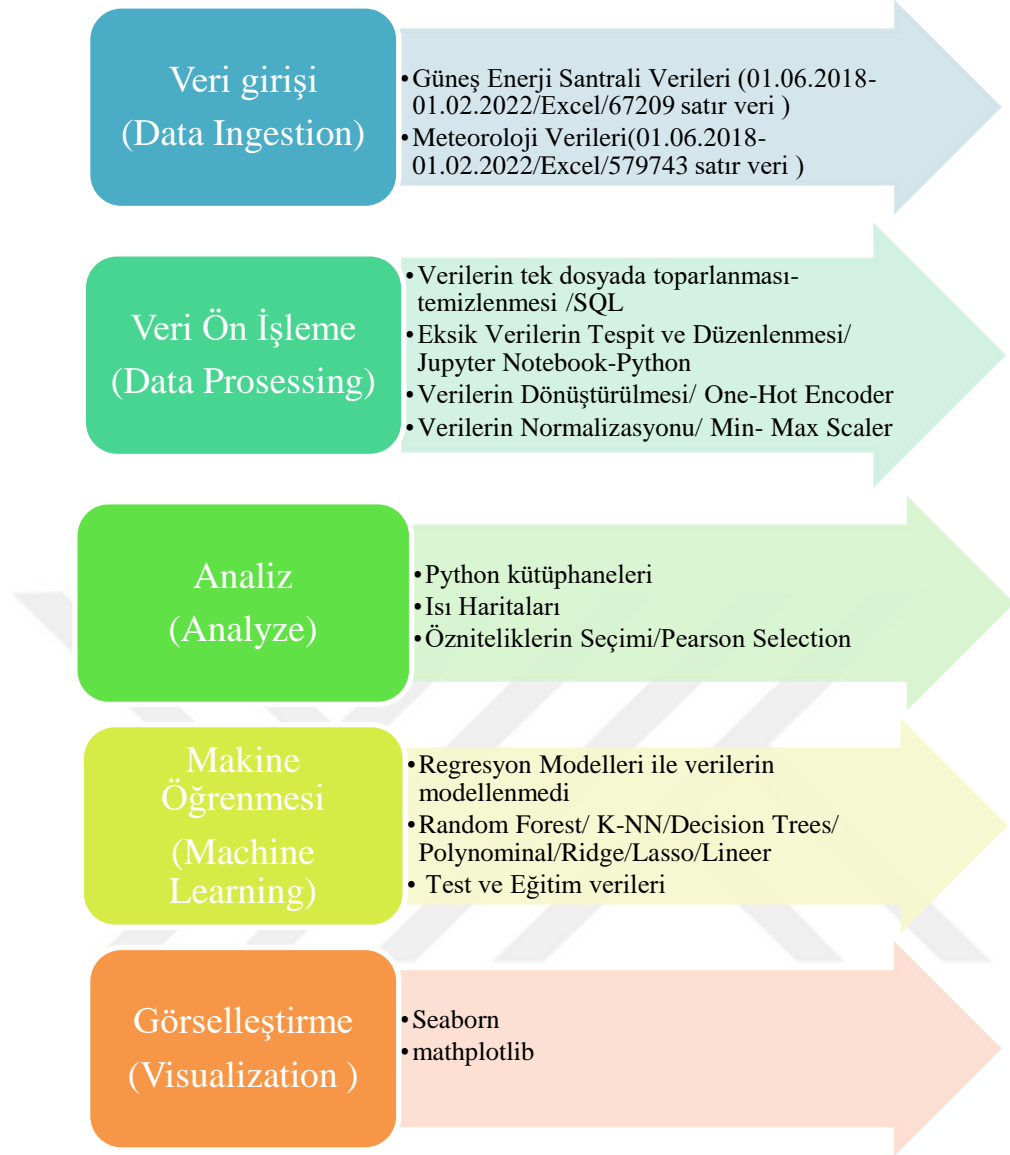 Veri girişi
(Data Ingestion)
•Güneş Enerji Santrali Verileri (01.06.2018-
01.02.2022/Excel/67209 satır veri )
•Meteoroloji Verileri(01.06.2018-
01.02.2022/Excel/579743 satır veri )
Veri Ön İşleme
(Data Prosessing)
•Verilerin tek dosyada toparlanması-
temizlenmesi /SQL
•Eksik Verilerin Tespit ve Düzenlenmesi/
Jupyter Notebook-Python
•Verilerin Dönüştürülmesi/ One-Hot Encoder
•Verilerin Normalizasyonu/ Min- Max Scaler
Analiz
(Analyze)
•Python kütüphaneleri
•Isı Haritaları
•Özniteliklerin Seçimi/Pearson Selection
Makine
Öğrenmesi
(Machine
Learning)
•Regresyon Modelleri ile verilerin
modellenmedi
•Random Forest/ K-NN/Decision Trees/
Polynominal/Ridge/Lasso/Lineer
• Test ve Eğitim verileri
Görselleştirme
(Visualization )
•Seaborn
•mathplotlib